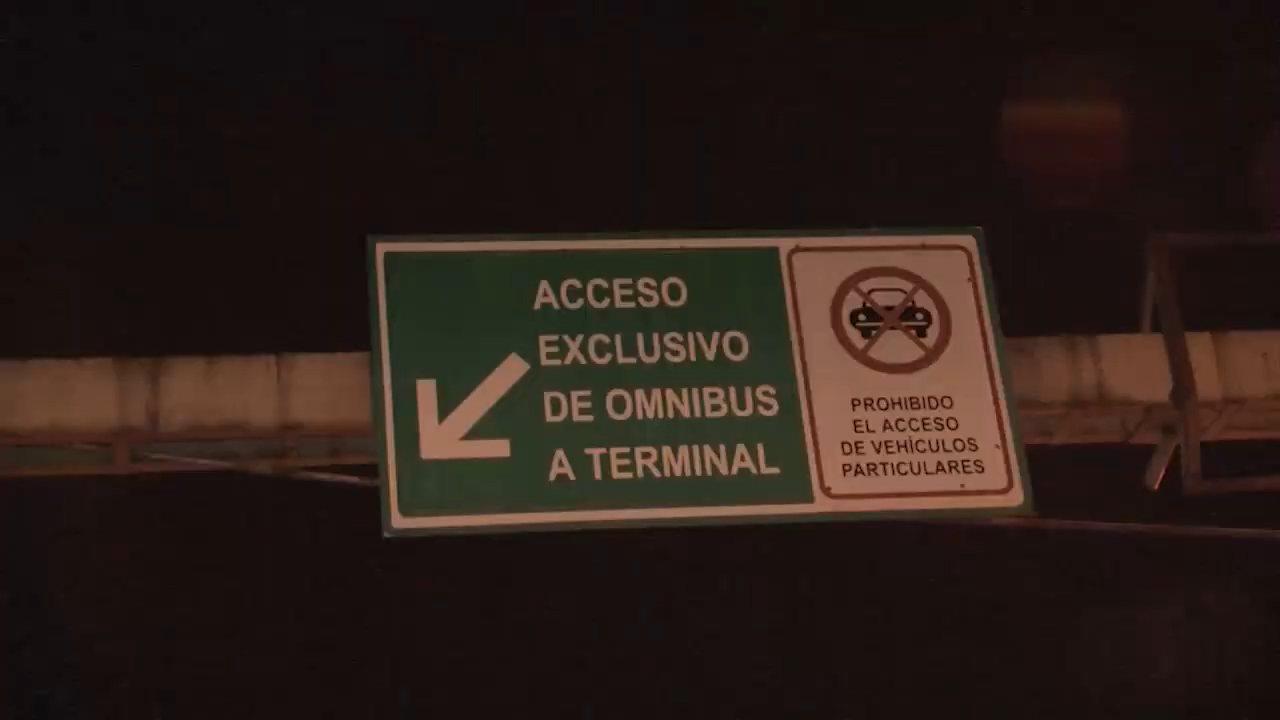 ACCESO
EXCLUSIVO
DE OMNIBUS
A TERMINAL
PROHIBIDO
EL ACCESO
DE VEHÍCULOS
PARTICULARES